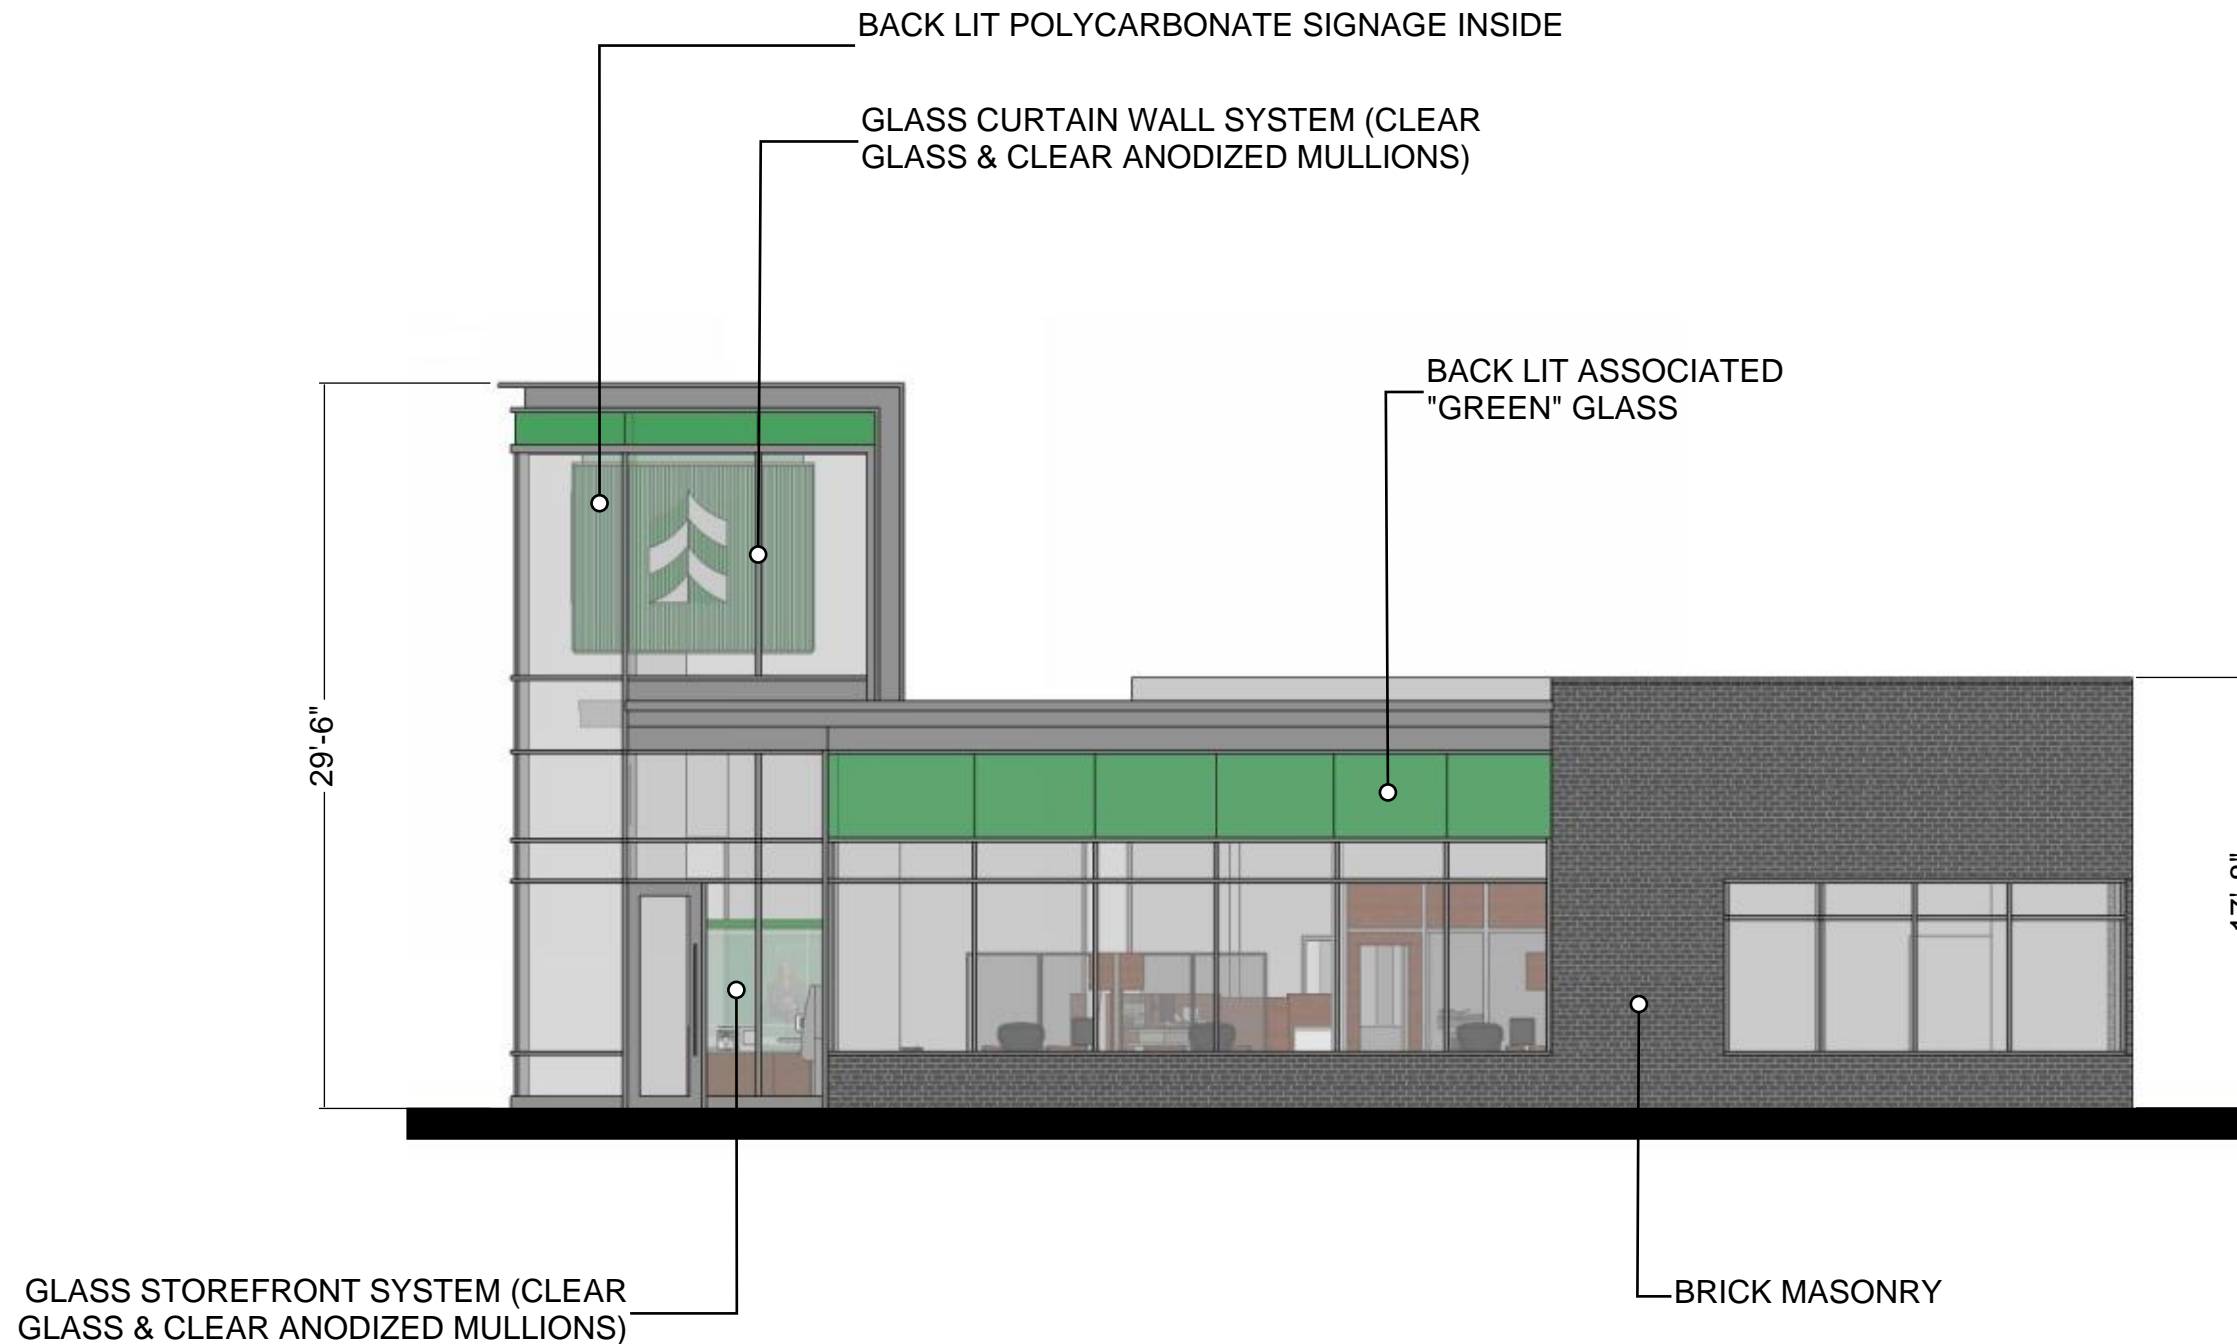 BACK LIT POLYCARBONATE SIGNAGE INSIDE
GLASS CURTAIN WALL SYSTEM (CLEAR
GLASS & CLEAR ANODIZED MULLIONS)
BACK LIT ASSOCIATED
"GREEN" GLASS
29'-6"
GLASS STOREFRONT SYSTEM (CLEAR
GLASS & CLEAR ANODIZED MULLIONS)
BRICK MASONRY